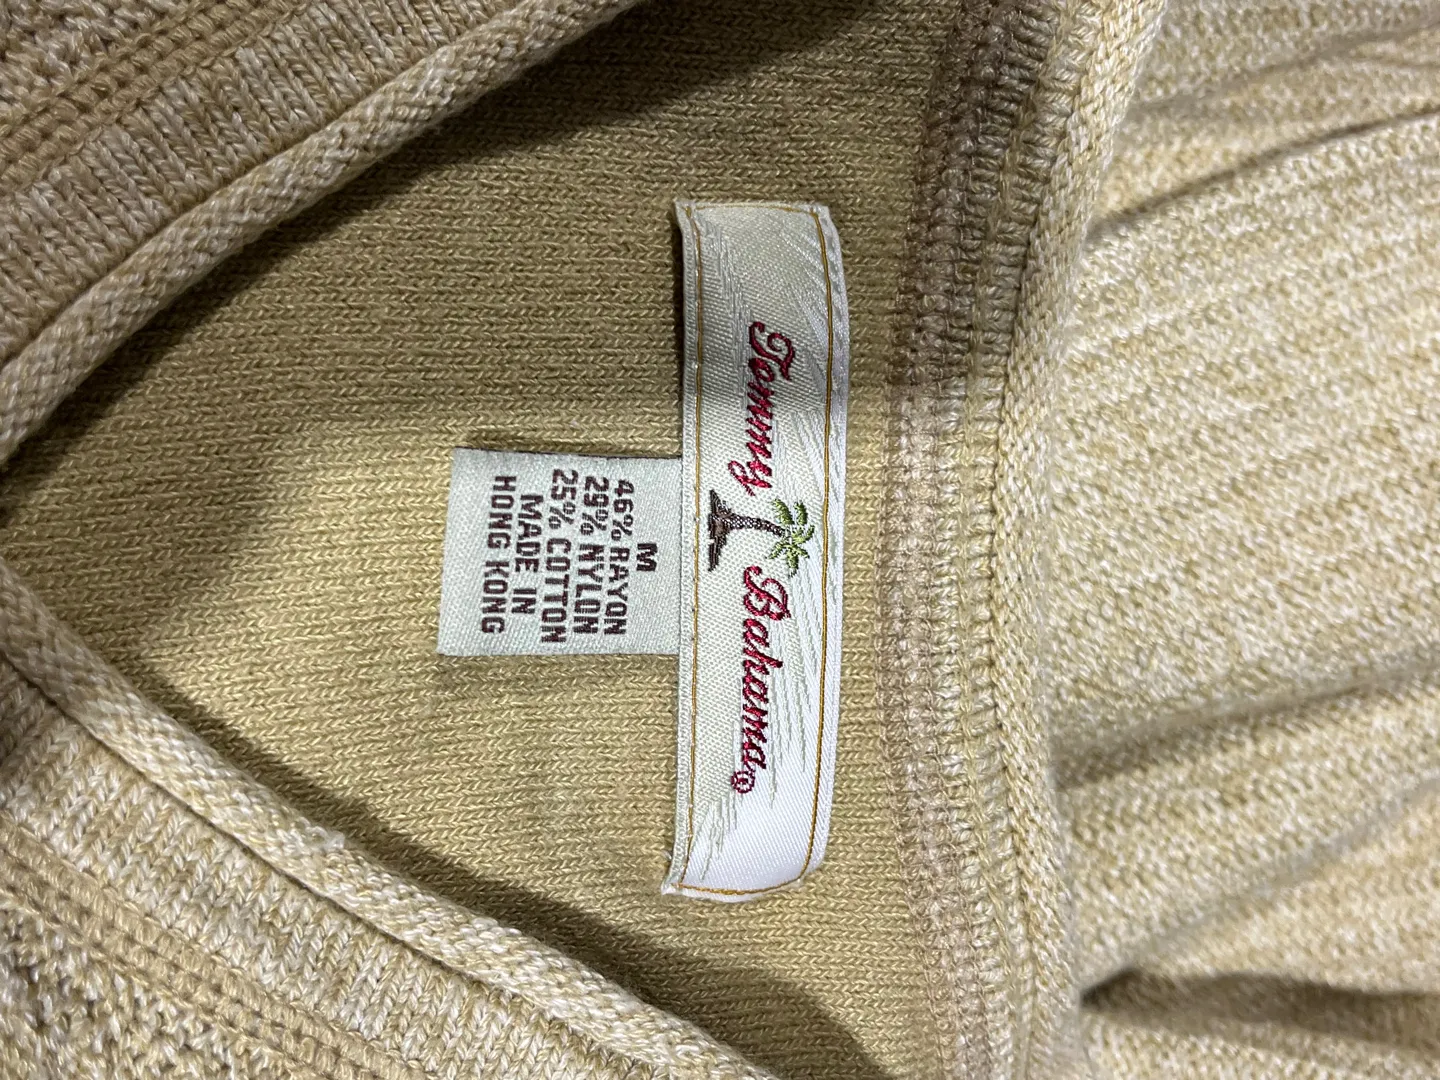 Tommy Bahama®
M
46% RAYON
29% NYLON
25% COTTON
MADE IN
HONG KONG